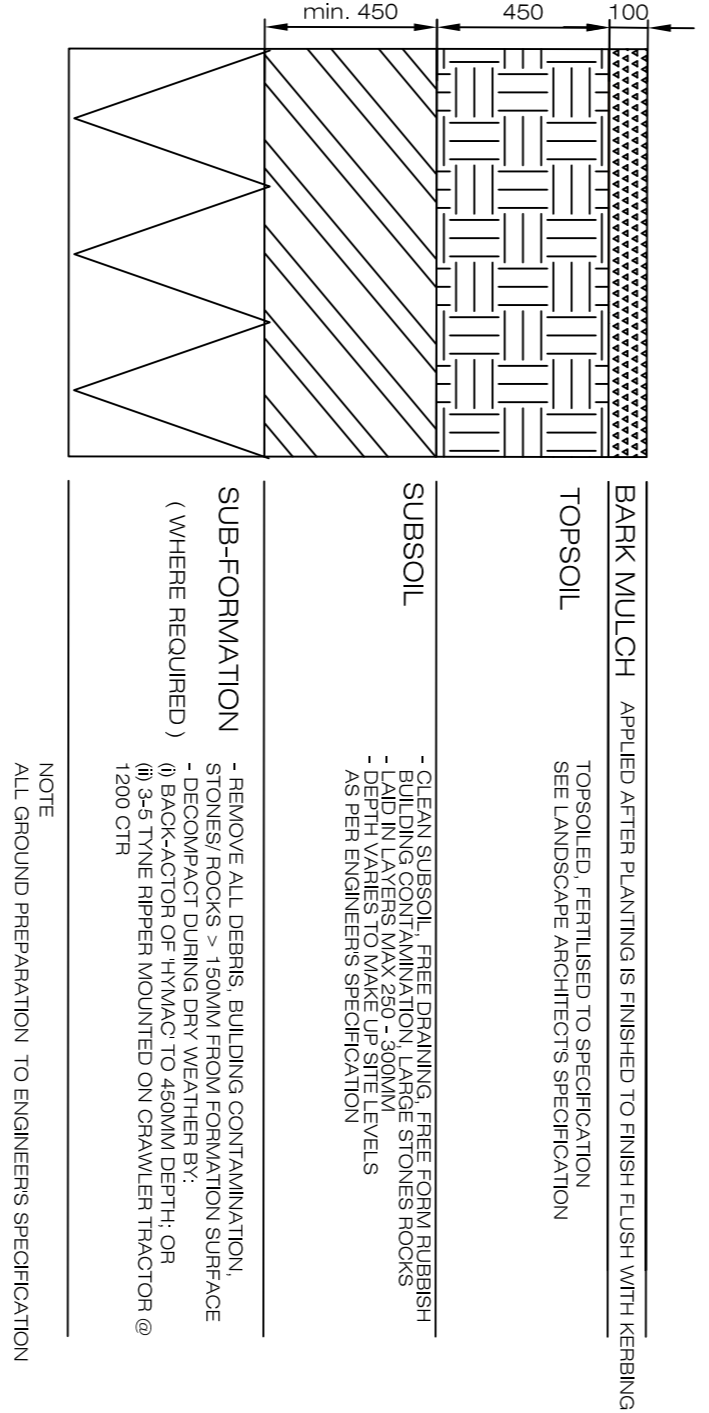 min. 450
450
100
BARK MULCH APPLIED AFTER PLANTING IS FINISHED TO FINISH FLUSH WITH KERBING
TOPSOIL
TOPSOILED, FERTILISED TO SPECIFICATION
SEE LANDSCAPE ARCHITECT'S SPECIFICATION
SUBSOIL
- CLEAN SUBSOIL, FREE DRAINING, FREE FORM RUBBISH
BUILDING CONTAMINATION, LARGE STONES ROCKS
- LAID IN LAYERS MAX 250 - 300MM
- DEPTH VARIES TO MAKE UP SITE LEVELS
AS PER ENGINEER'S SPECIFICATION
SUB-FORMATION
( WHERE REQUIRED )
- REMOVE ALL DEBRIS, BUILDING CONTAMINATION,
STONES/ ROCKS > 150MM FROM FORMATION SURFACE
- DECOMPACT DURING DRY WEATHER BY:
(i) BACK-ACTOR OF 'HYMAC' TO 450MM DEPTH; OR
(ii) 3-5 TYNE RIPPER MOUNTED ON CRAWLER TRACTOR @
1200 CTR
NOTE
ALL GROUND PREPARATION TO ENGINEER'S SPECIFICATION